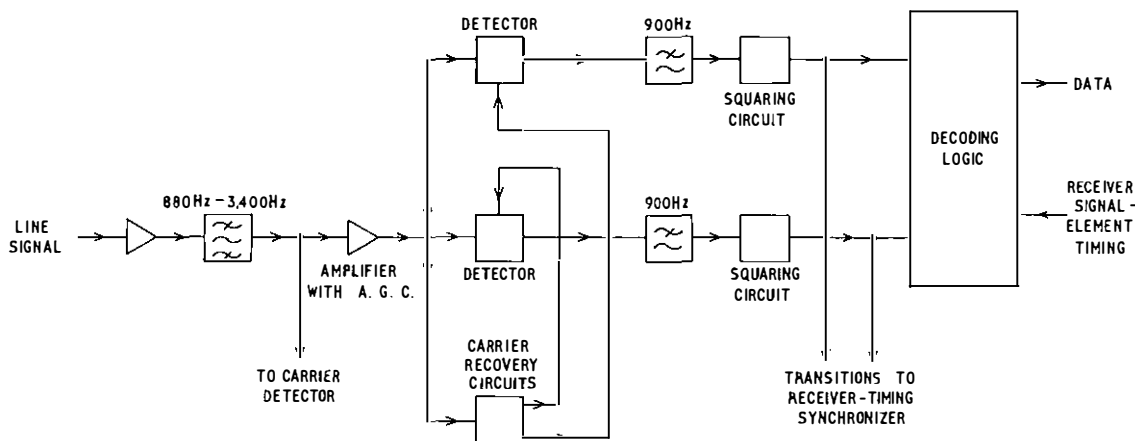 DETECTOR
900Hz
SQUARING
CIRCUIT
DATA
DECODING
LOGIC
RECEIVER
SIGNAL-
ELEMENT
TIMING
880Hz-3,400Hz
900Hz
LINE
SIGNAL
AMPLIFIER
WITH A. G. C.
DETECTOR
SQUARING
CIRCUIT
CARRIER
RECOVERY
CIRCUITS
TO CARRIER
DETECTOR
TRANSITIONS TO
RECEIVER-TIMING
SYNCHRONIZER